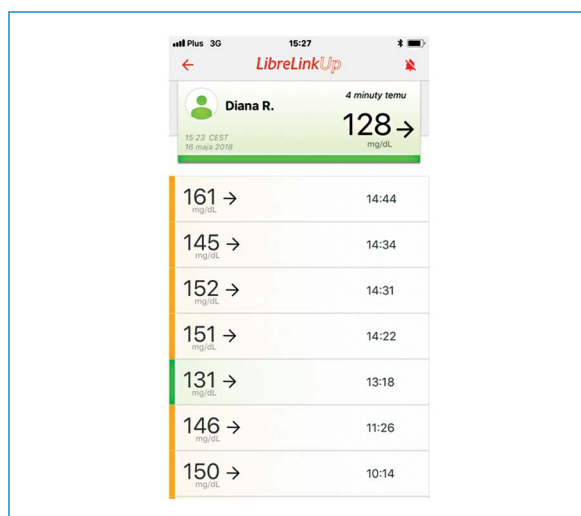 Plus 3G 15:27
LibreLinkUp
Diana R.
4 minuty temu
128
mg/dL
15:23 CEST
16 maja 2018
161 14:44
mg/dL
145 14:34
mg/dL
152 14:31
mg/dL
151 14:22
mg/dL
131 13:18
mg/dL
146 11:26
mg/dL
150 10:14
mg/dL